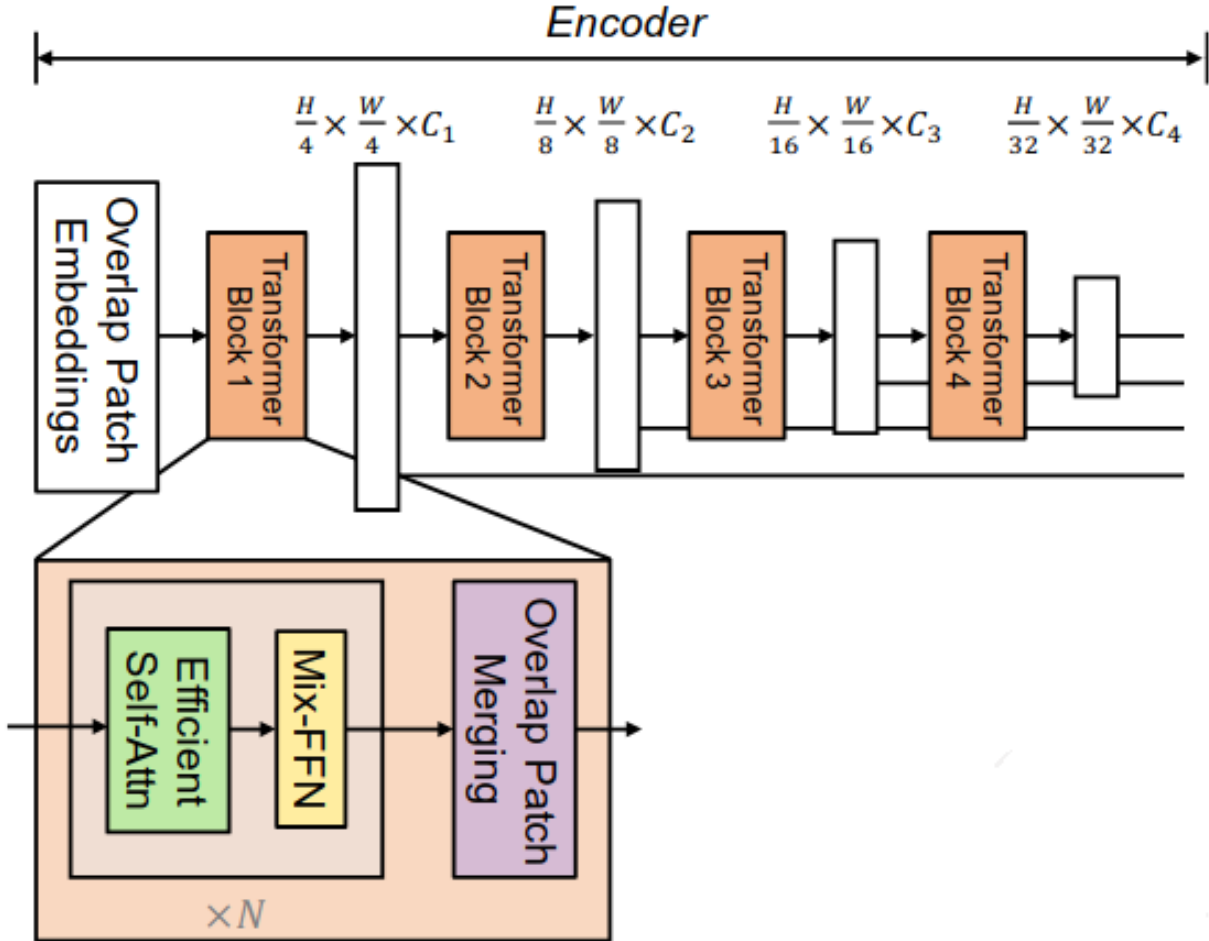 Encoder
H/4 × W/4 × C₁
H/8 × W/8 × C₂
H/16 × W/16 × C₃
H/32 × W/32 × C₄
Overlap Patch
Embeddings
Transformer
Block 1
Transformer
Block 2
Transformer
Block 3
Transformer
Block 4
Efficient
Self-Attn
Mix-FFN
Overlap Patch
Merging
×N